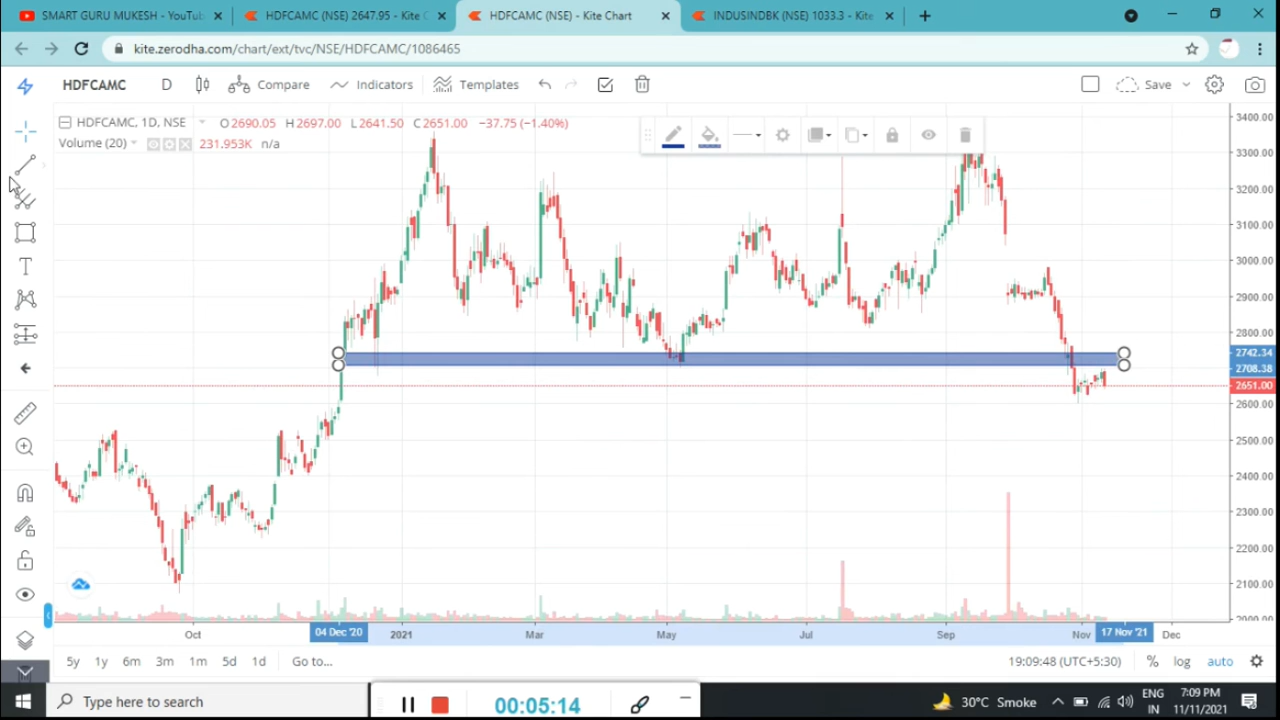 SMART GURU MUKESH - YouTub
HDFCAMC (NSE) 2647.95 - Kite C
HDFCAMC (NSE) - Kite Chart
INDUSINDBK (NSE) 1033.3 - Kite
kite.zerodha.com/chart/ext/tvc/NSE/HDFCAMC/1086465
HDFCAMC D Compare Indicators Templates Save
HDFCAMC, 1D, NSE O2690.05 H2697.00 L2641.50 C2651.00 −37.75 (−1.40%)
Volume (20) 231.953K n/a
3400.00
3300.00
3200.00
3100.00
3000.00
2900.00
2800.00
2742.34
2708.38
2651.00
2600.00
2500.00
2400.00
2300.00
2200.00
2100.00
2000.00
Oct 04 Dec '20 2021 Mar May Jul Sep Nov 17 Nov '21 Dec
5y 1y 6m 3m 1m 5d 1d Go to... 19:09:48 (UTC+5:30) % log auto
Type here to search
00:05:14
30°C Smoke
ENG
IN
7:09 PM
11/11/2021